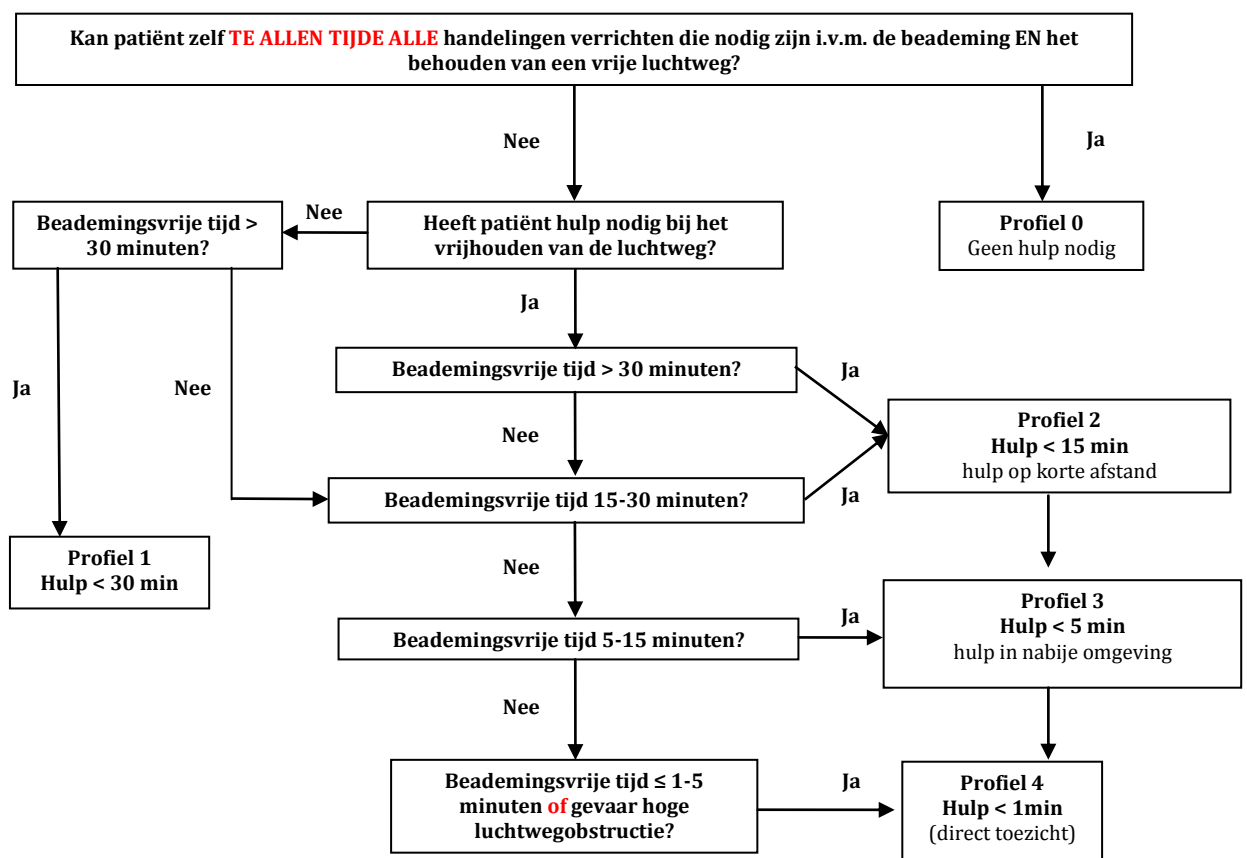 Kan patiënt zelf TE ALLEN TIJDE ALLE handelingen verrichten die nodig zijn i.v.m. de beademing EN het
behouden van een vrije luchtweg?
Nee
Ja
Beademingsvrije tijd >
30 minuten?
Nee
Heeft patiënt hulp nodig bij het
vrijhouden van de luchtweg?
Profiel 0
Geen hulp nodig
Ja
Beademingsvrije tijd > 30 minuten?
Ja
Ja
Nee
Nee
Profiel 2
Hulp < 15 min
hulp op korte afstand
Beademingsvrije tijd 15-30 minuten?
Ja
Profiel 1
Hulp < 30 min
Nee
Beademingsvrije tijd 5-15 minuten?
Ja
Profiel 3
Hulp < 5 min
hulp in nabije omgeving
Nee
Beademingsvrije tijd ≤ 1-5
minuten of gevaar hoge
luchtwegobstructie?
Ja
Profiel 4
Hulp < 1min
(direct toezicht)